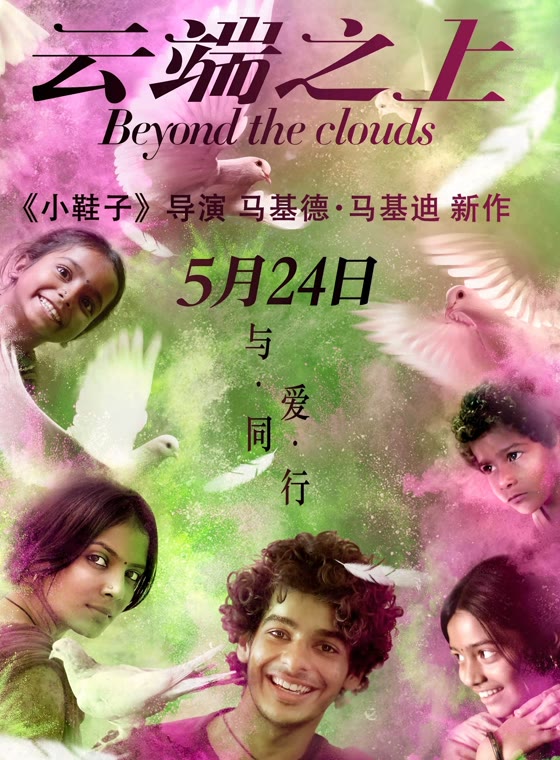 云端之上
Beyond the clouds
《小鞋子》导演 马基德·马基迪 新作
5月24日
与·同
爱·行